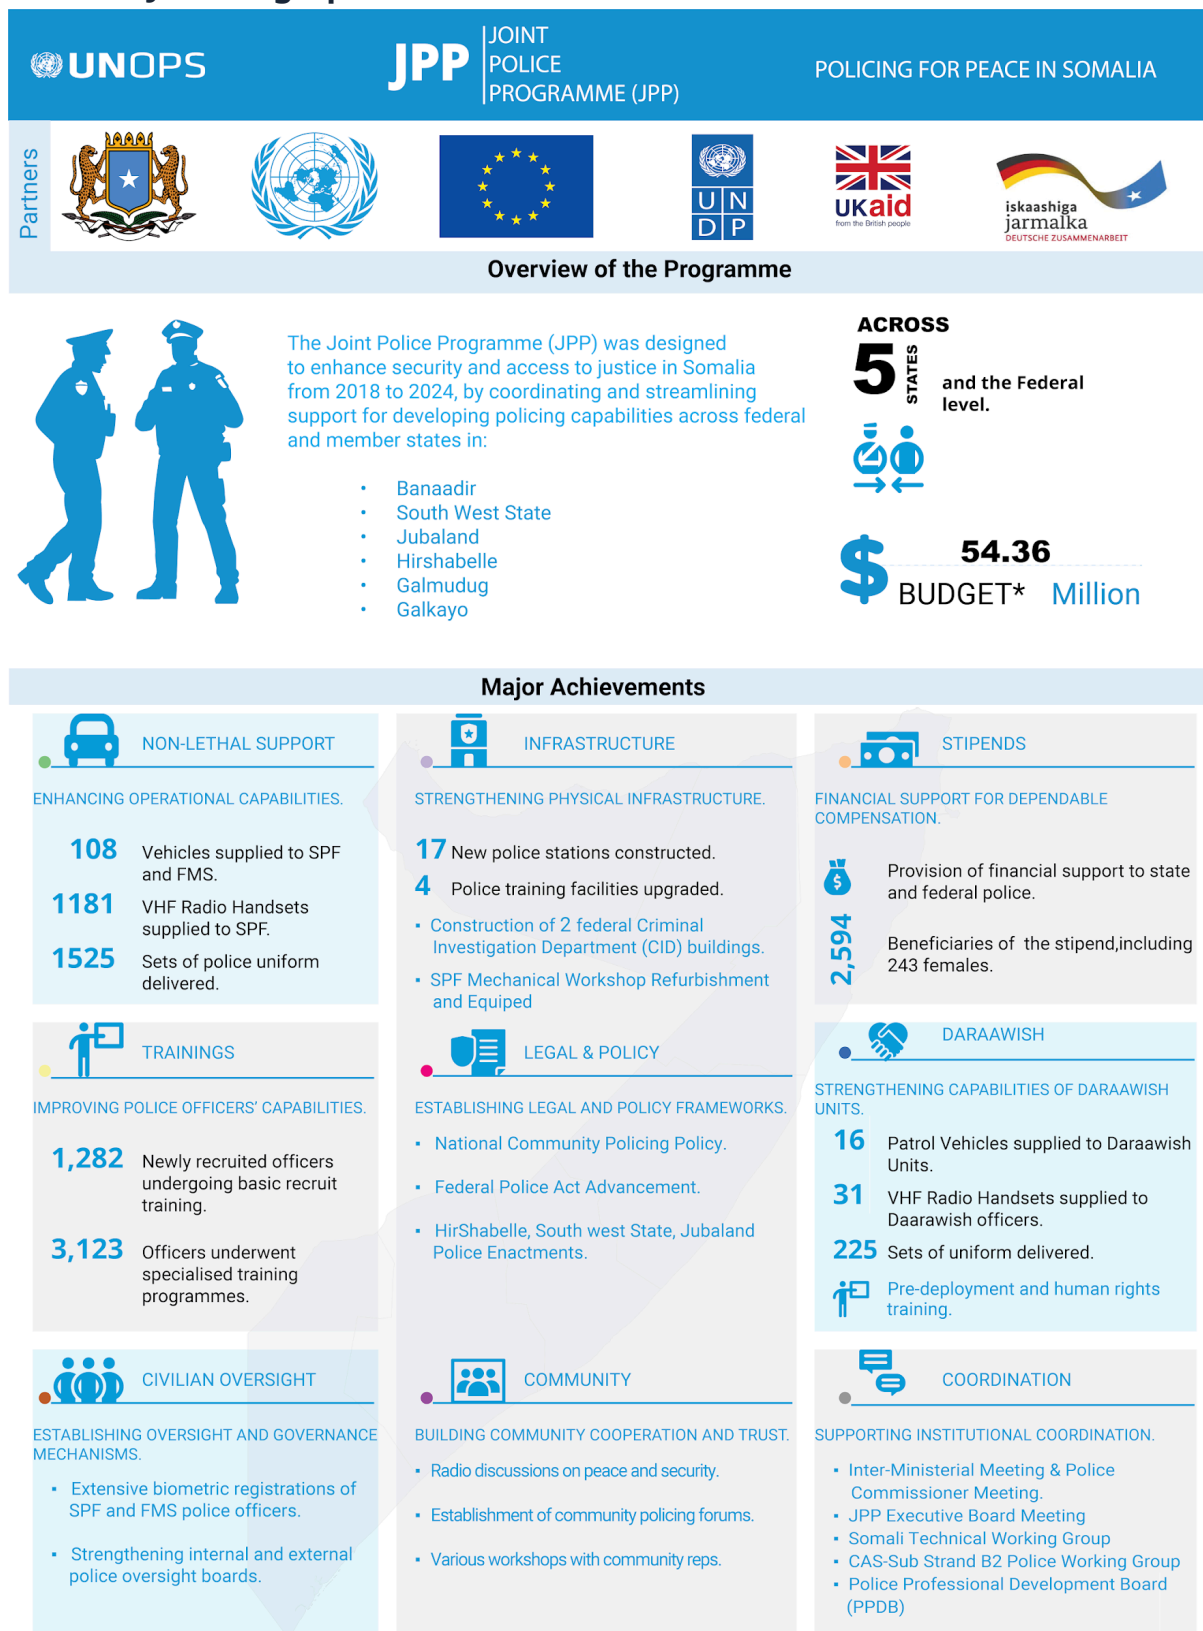 UNOPS
JPP
JOINT
POLICE
PROGRAMME (JPP)
POLICING FOR PEACE IN SOMALIA
Partners
U N
D P
UKaid
from the British people
iskaashiga
jarmalka
DEUTSCHE ZUSAMMENARBEIT
Overview of the Programme
The Joint Police Programme (JPP) was designed
to enhance security and access to justice in Somalia
from 2018 to 2024, by coordinating and streamlining
support for developing policing capabilities across federal
and member states in:
• Banaadir
• South West State
• Jubaland
• Hirshabelle
• Galmudug
• Galkayo
ACROSS
5 STATES
and the Federal
level.
$ 54.36
BUDGET* Million
Major Achievements
NON-LETHAL SUPPORT
ENHANCING OPERATIONAL CAPABILITIES.
108 Vehicles supplied to SPF
and FMS.
1181 VHF Radio Handsets
supplied to SPF.
1525 Sets of police uniform
delivered.
INFRASTRUCTURE
STRENGTHENING PHYSICAL INFRASTRUCTURE.
17 New police stations constructed.
4 Police training facilities upgraded.
▪ Construction of 2 federal Criminal
Investigation Department (CID) buildings.
▪ SPF Mechanical Workshop Refurbishment
and Equiped
STIPENDS
FINANCIAL SUPPORT FOR DEPENDABLE
COMPENSATION.
$
Provision of financial support to state
and federal police.
2,594
Beneficiaries of the stipend,including
243 females.
TRAININGS
IMPROVING POLICE OFFICERS’ CAPABILITIES.
1,282 Newly recruited officers
undergoing basic recruit
training.
3,123 Officers underwent
specialised training
programmes.
LEGAL & POLICY
ESTABLISHING LEGAL AND POLICY FRAMEWORKS.
▪ National Community Policing Policy.
▪ Federal Police Act Advancement.
▪ HirShabelle, South west State, Jubaland
Police Enactments.
DARAAWISH
STRENGTHENING CAPABILITIES OF DARAAWISH
UNITS.
16 Patrol Vehicles supplied to Daraawish
Units.
31 VHF Radio Handsets supplied to
Daarawish officers.
225 Sets of uniform delivered.
Pre-deployment and human rights
training.
CIVILIAN OVERSIGHT
ESTABLISHING OVERSIGHT AND GOVERNANCE
MECHANISMS.
▪ Extensive biometric registrations of
SPF and FMS police officers.
▪ Strengthening internal and external
police oversight boards.
COMMUNITY
BUILDING COMMUNITY COOPERATION AND TRUST.
▪ Radio discussions on peace and security.
▪ Establishment of community policing forums.
▪ Various workshops with community reps.
COORDINATION
SUPPORTING INSTITUTIONAL COORDINATION.
▪ Inter-Ministerial Meeting & Police
Commissioner Meeting.
▪ JPP Executive Board Meeting
▪ Somali Technical Working Group
▪ CAS-Sub Strand B2 Police Working Group
▪ Police Professional Development Board
(PPDB)